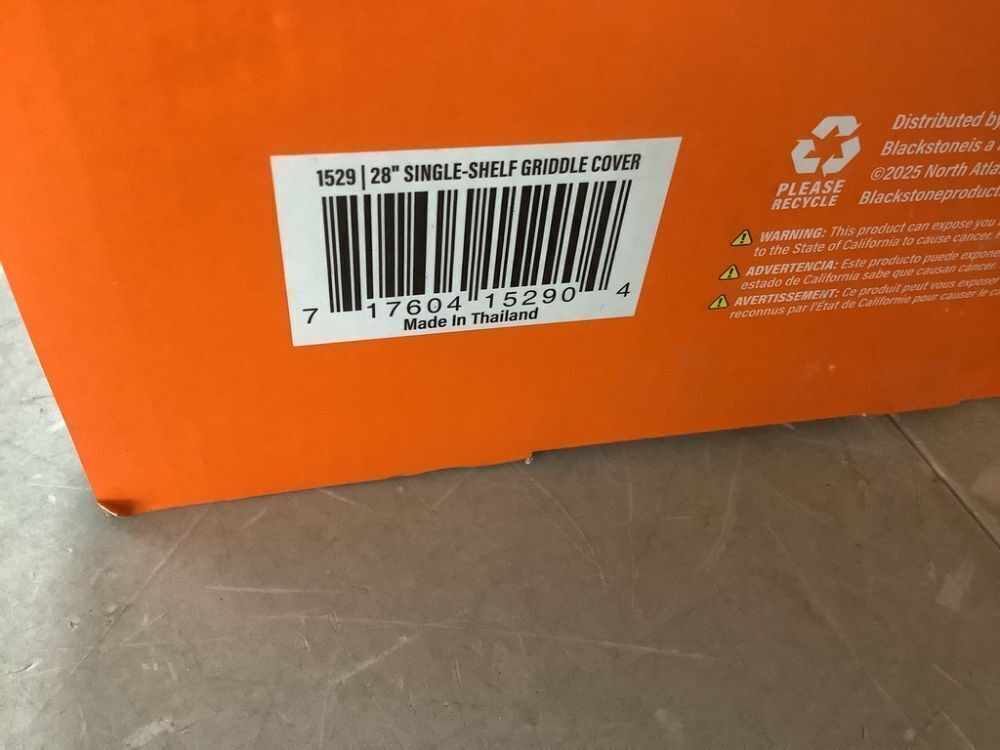 1529 | 28" SINGLE-SHELF GRIDDLE COVER
7 17604 15290 4
Made In Thailand
PLEASE
RECYCLE
Distributed by
Blackstone is a
©2025 North Atla
Blackstoneproduct
WARNING: This product can expose you
to the State of California to cause cancer.
ADVERTENCIA: Este producto puede expone
estado de California sabe que causan cáncer.
AVERTISSEMENT: Ce produit peut vous exposer
reconnus par l'État de Californie pour causer le c